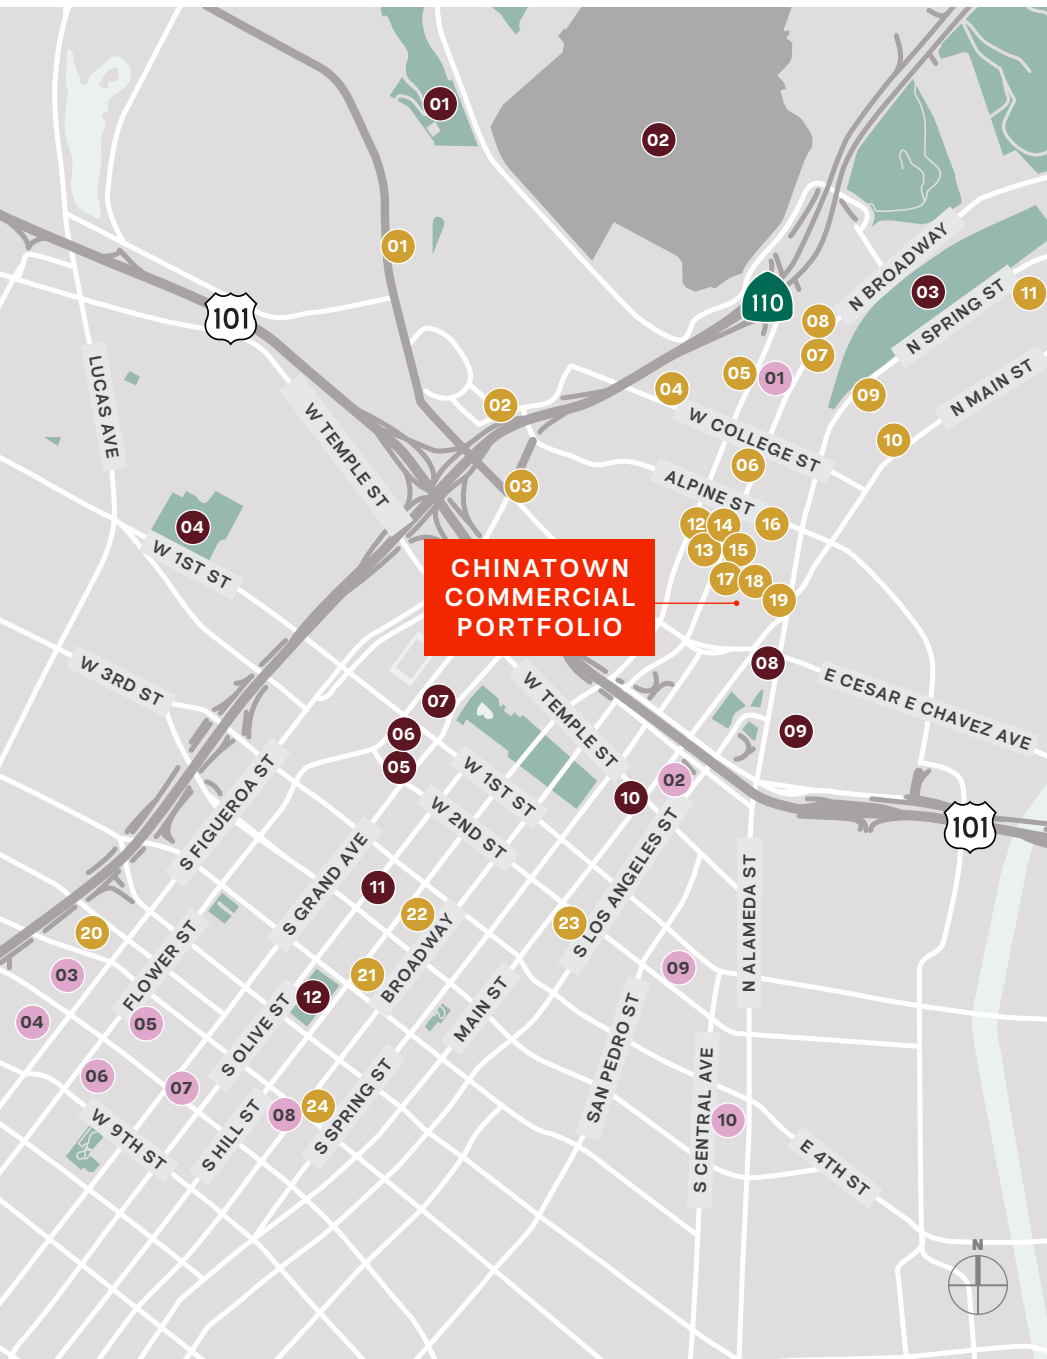 01
02
01
N BROADWAY
03
11
110
N SPRING ST
101
08
07
LUCAS AVE
05
01
04
N MAIN ST
09
02
W TEMPLE ST
W COLLEGE ST
10
06
03
ALPINE ST
04
12
14
16
W 1ST ST
13
15
CHINATOWN
COMMERCIAL
PORTFOLIO
17
18
19
W 3RD ST
08
E CESAR E CHAVEZ AVE
07
W TEMPLE ST
06
09
05
02
W 1ST ST
10
S FIGUEROA ST
W 2ND ST
101
S GRAND AVE
S LOS ANGELES ST
11
N ALAMEDA ST
22
23
20
BROADWAY
FLOWER ST
03
21
09
12
04
05
S OLIVE ST
MAIN ST
SAN PEDRO ST
06
07
S SPRING ST
24
08
10
S CENTRAL AVE
W 9TH ST
S HILL ST
E 4TH ST
N